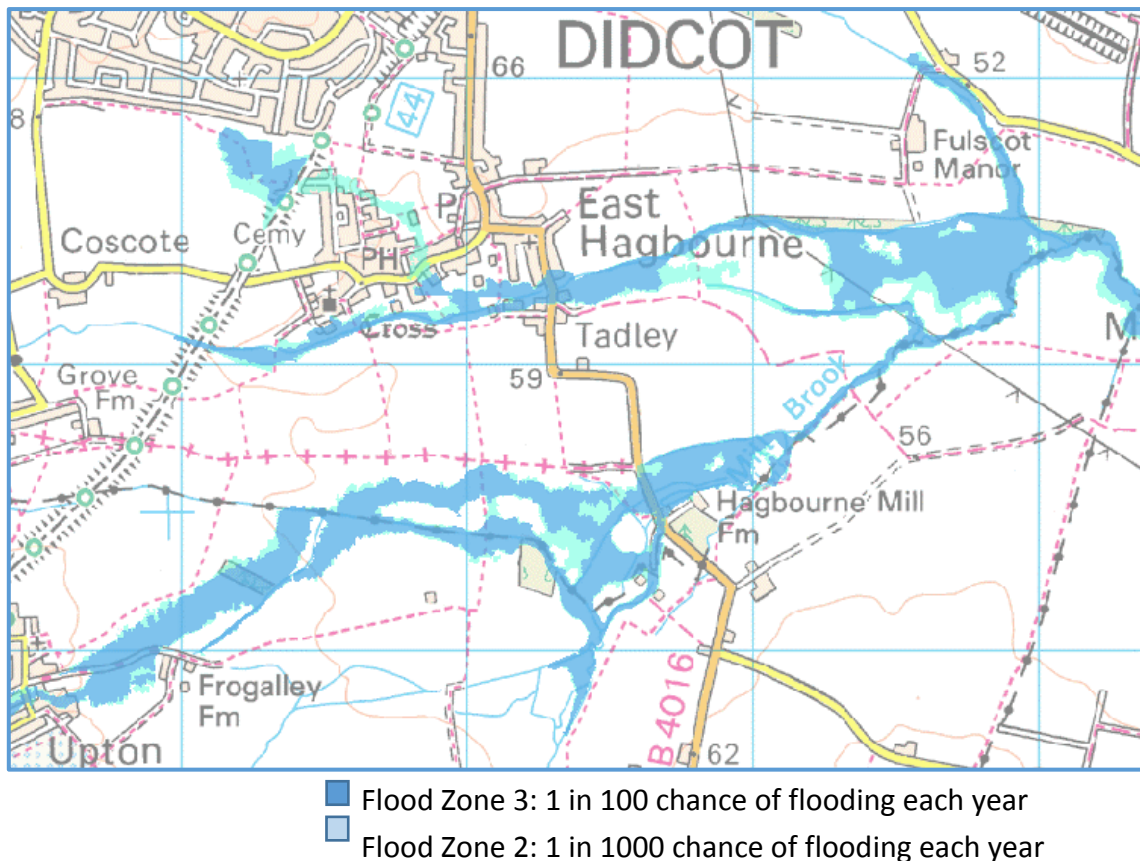 DIDCOT
66
52
8
44
Fulscot
Manor
P
East
Hagbourne
Coscote
Cemy
PH
Cross
Tadley
M
Grove
Fm
59
Mill Brook
56
Hagbourne Mill
Fm
Frogalley
Fm
Upton
B 4016
62
Flood Zone 3: 1 in 100 chance of flooding each year
Flood Zone 2: 1 in 1000 chance of flooding each year